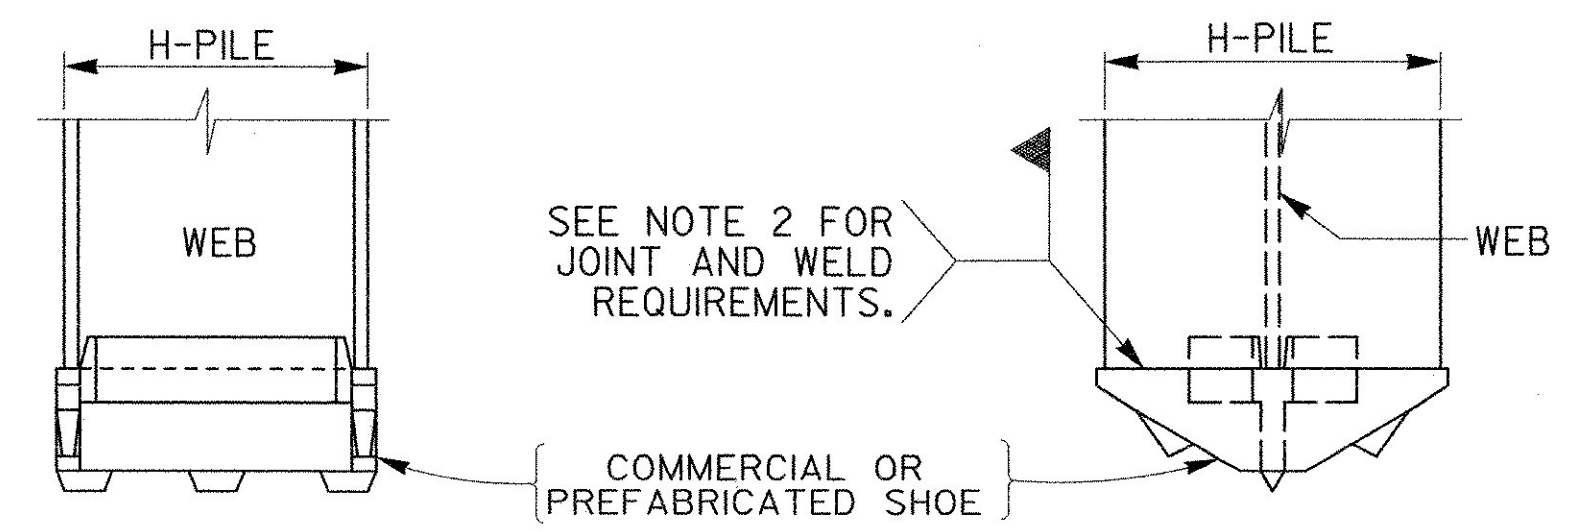 H-PILE
WEB
H-PILE
SEE NOTE 2 FOR
JOINT AND WELD
REQUIREMENTS.
WEB
COMMERCIAL OR
PREFABRICATED SHOE